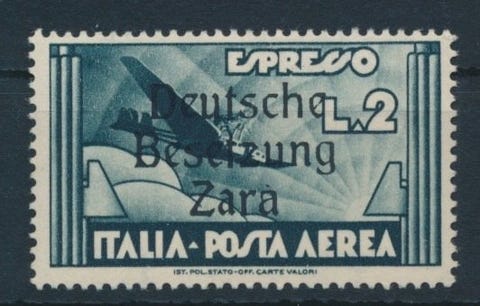 ESPRESSO
L. 2
Deutsche
Besetzung
Zara
ITALIA-POSTA AEREA
IST. POL. STATO-OFF. CARTE VALORI